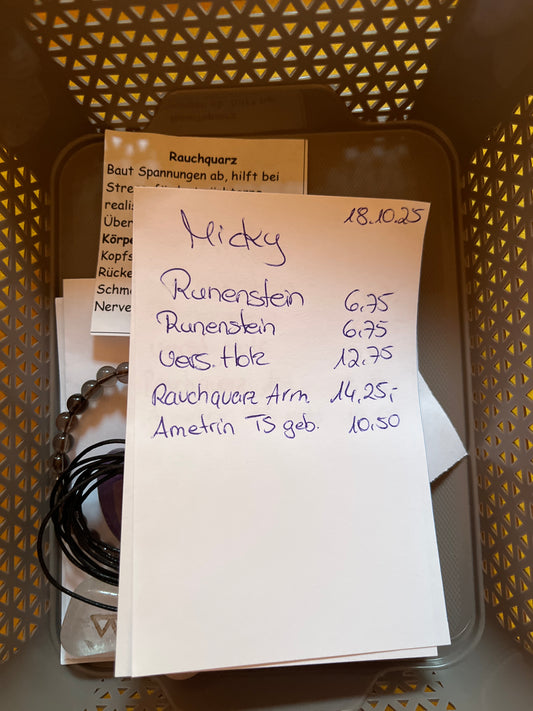 Rauchquarz
Baut Spannungen ab, hilft bei
Stre
realis
Über
Körpe
Kopfs
Rücke
Schme
Nerve
Micky
18.10.25
Runenstein 6,75
Runenstein 6,75
Vers. Holz 12,75
Rauchquarz Arm. 14,25,-
Ametrin TS geb. 10,50